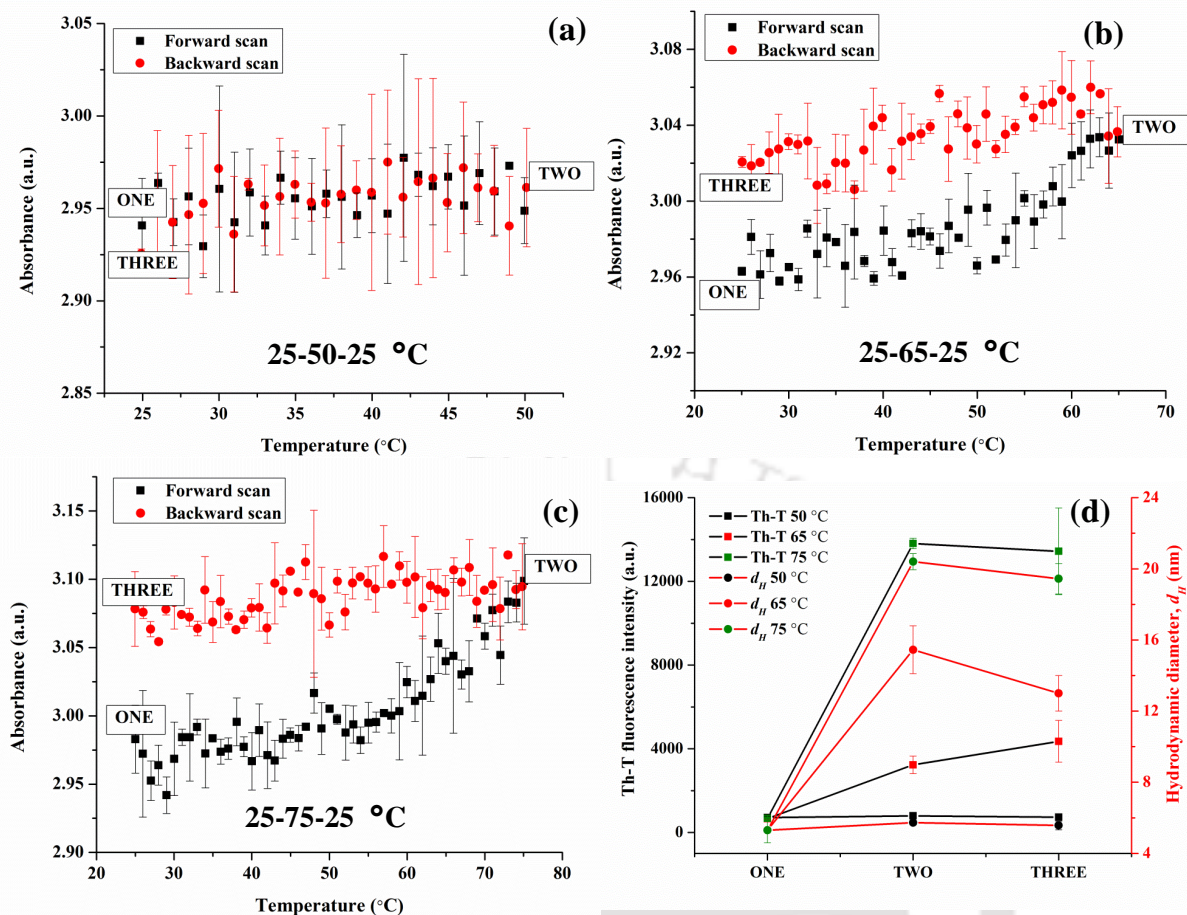 (a)
Forward scan
Backward scan
ONE
TWO
THREE
25-50-25 °C
Absorbance (a.u.)
3.05
3.00
2.95
2.90
2.85
25 30 35 40 45 50
Temperature (°C)
(b)
Forward scan
Backward scan
TWO
THREE
ONE
25-65-25 °C
Absorbance (a.u.)
3.08
3.04
3.00
2.96
2.92
20 30 40 50 60 70
Temperature (°C)
(c)
Forward scan
Backward scan
THREE
TWO
ONE
25-75-25 °C
Absorbance (a.u.)
3.15
3.10
3.05
3.00
2.95
2.90
20 30 40 50 60 70 80
Temperature (°C)
(d)
Th-T 50 °C
Th-T 65 °C
Th-T 75 °C
d_H 50 °C
d_H 65 °C
d_H 75 °C
Th-T fluorescence intensity (a.u.)
16000
12000
8000
4000
0
Hydrodynamic diameter, d_H (nm)
24
20
16
12
8
4
ONE TWO THREE